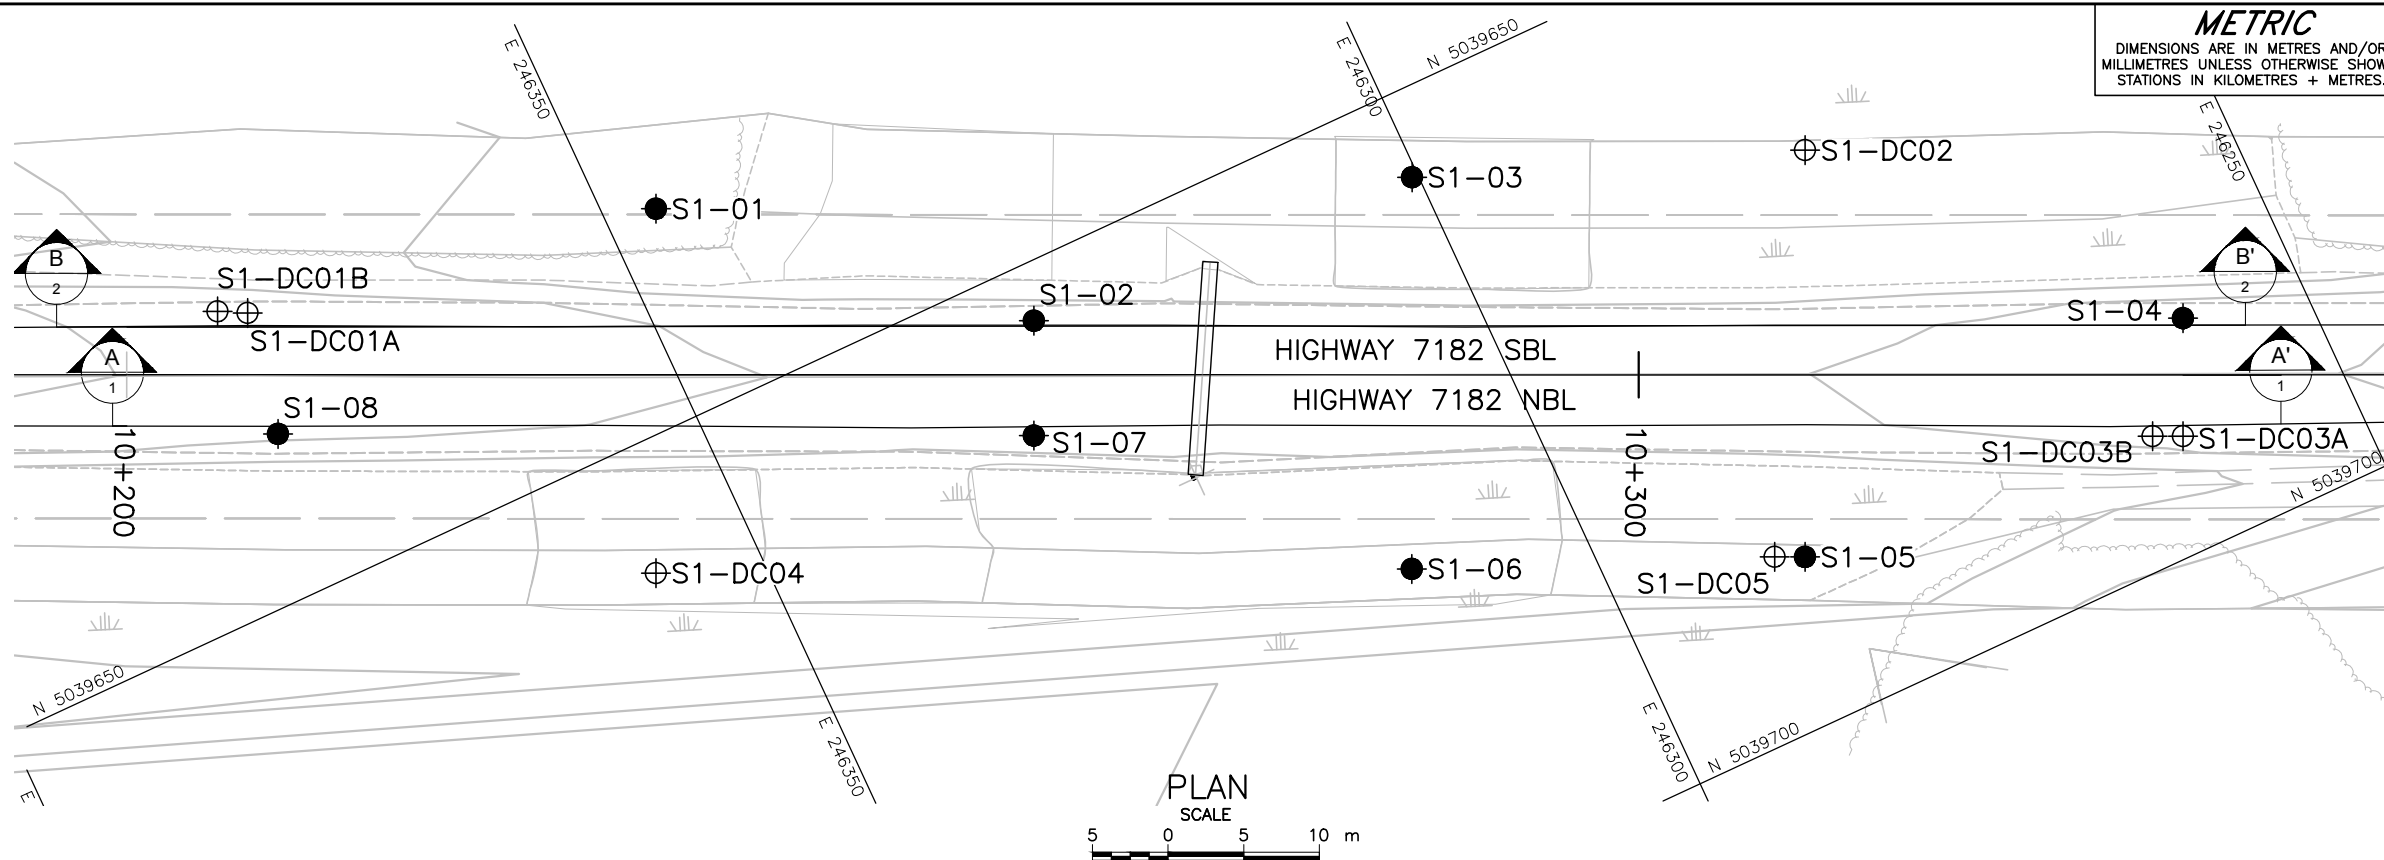 METRIC
DIMENSIONS ARE IN METRES AND/OR
MILLIMETRES UNLESS OTHERWISE SHOW
STATIONS IN KILOMETRES + METRES.
E 246350
E 246300
N 5039650
E 246250
S1-DC02
S1-03
S1-01
B
2
S1-DC01B
S1-DC01A
S1-02
S1-04
B'
2
HIGHWAY 7182 SBL
A
1
A'
1
HIGHWAY 7182 NBL
S1-08
S1-07
S1-DC03B
S1-DC03A
10+200
10+300
N 5039700
S1-DC04
S1-06
S1-05
S1-DC05
N 5039650
E 246350
E 246300
N 5039700
E
PLAN
SCALE
5 0 5 10 m